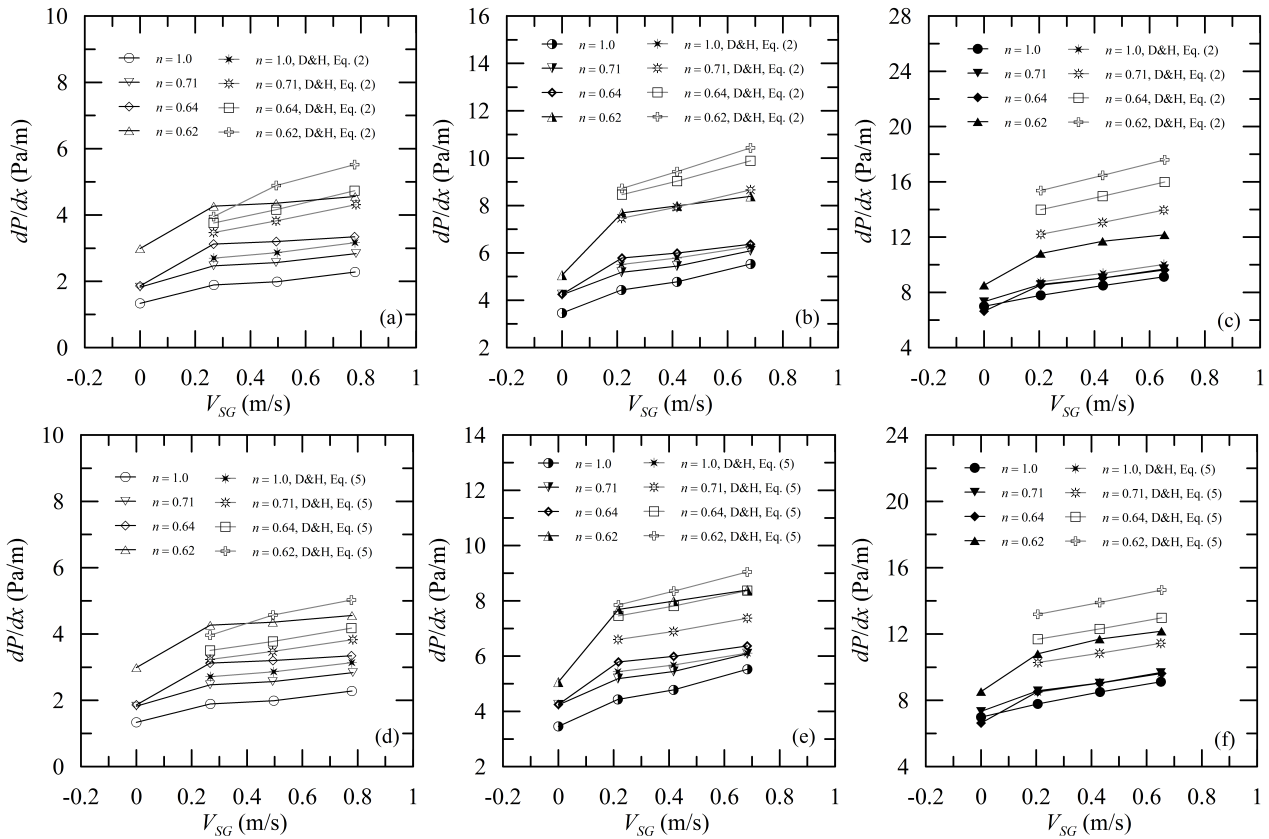 10
8
6
4
2
0
dP/dx (Pa/m)
n = 1.0
n = 0.71
n = 0.64
n = 0.62
n = 1.0, D&H, Eq. (2)
n = 0.71, D&H, Eq. (2)
n = 0.64, D&H, Eq. (2)
n = 0.62, D&H, Eq. (2)
(a)
-0.2 0 0.2 0.4 0.6 0.8 1
V_SG (m/s)
16
14
12
10
8
6
4
2
dP/dx (Pa/m)
n = 1.0
n = 0.71
n = 0.64
n = 0.62
n = 1.0, D&H, Eq. (2)
n = 0.71, D&H, Eq. (2)
n = 0.64, D&H, Eq. (2)
n = 0.62, D&H, Eq. (2)
(b)
-0.2 0 0.2 0.4 0.6 0.8 1
V_SG (m/s)
28
24
20
16
12
8
4
dP/dx (Pa/m)
n = 1.0
n = 0.71
n = 0.64
n = 0.62
n = 1.0, D&H, Eq. (2)
n = 0.71, D&H, Eq. (2)
n = 0.64, D&H, Eq. (2)
n = 0.62, D&H, Eq. (2)
(c)
-0.2 0 0.2 0.4 0.6 0.8 1
V_SG (m/s)
10
8
6
4
2
0
dP/dx (Pa/m)
n = 1.0
n = 0.71
n = 0.64
n = 0.62
n = 1.0, D&H, Eq. (5)
n = 0.71, D&H, Eq. (5)
n = 0.64, D&H, Eq. (5)
n = 0.62, D&H, Eq. (5)
(d)
-0.2 0 0.2 0.4 0.6 0.8 1
V_SG (m/s)
14
12
10
8
6
4
2
dP/dx (Pa/m)
n = 1.0
n = 0.71
n = 0.64
n = 0.62
n = 1.0, D&H, Eq. (5)
n = 0.71, D&H, Eq. (5)
n = 0.64, D&H, Eq. (5)
n = 0.62, D&H, Eq. (5)
(e)
-0.2 0 0.2 0.4 0.6 0.8 1
V_SG (m/s)
24
20
16
12
8
4
dP/dx (Pa/m)
n = 1.0
n = 0.71
n = 0.64
n = 0.62
n = 1.0, D&H, Eq. (5)
n = 0.71, D&H, Eq. (5)
n = 0.64, D&H, Eq. (5)
n = 0.62, D&H, Eq. (5)
(f)
-0.2 0 0.2 0.4 0.6 0.8 1
V_SG (m/s)